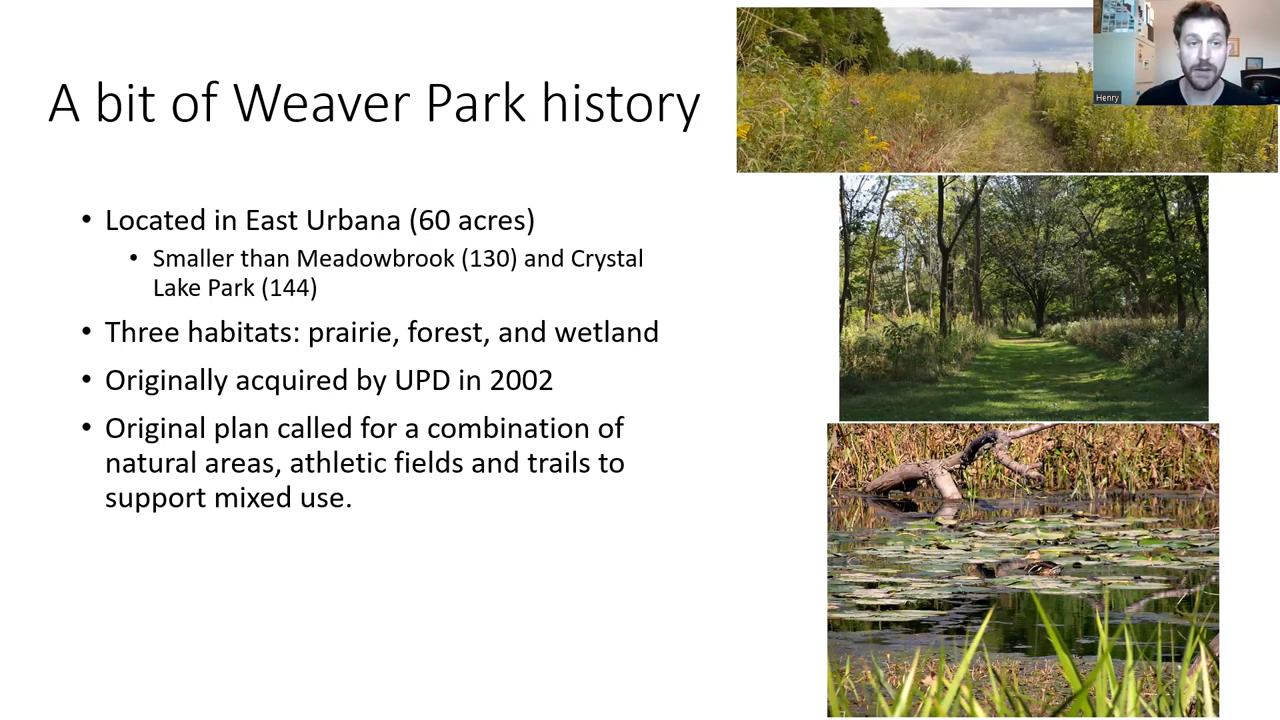 A bit of Weaver Park history
Henry
• Located in East Urbana (60 acres)
• Smaller than Meadowbrook (130) and Crystal
Lake Park (144)
• Three habitats: prairie, forest, and wetland
• Originally acquired by UPD in 2002
• Original plan called for a combination of
natural areas, athletic fields and trails to
support mixed use.